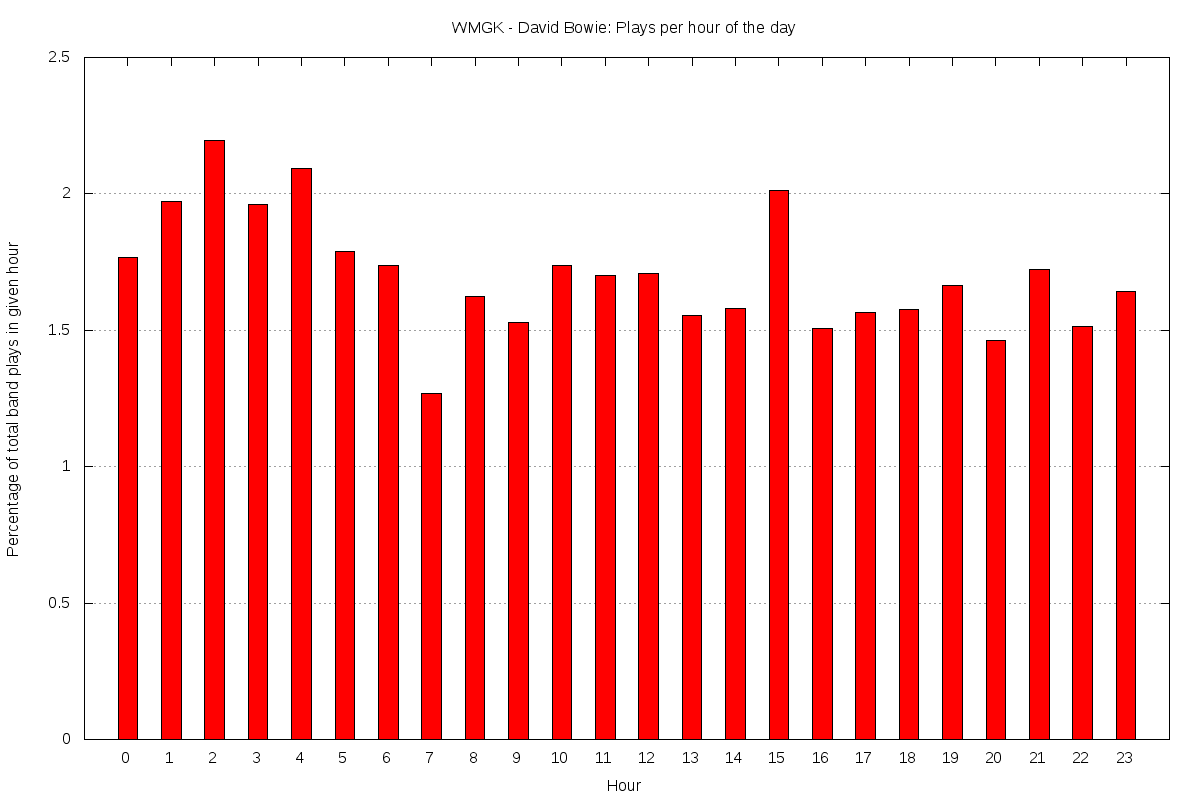 WMGK - David Bowie: Plays per hour of the day
Percentage of total band plays in given hour
2.5
2
1.5
1
0.5
0
0 1 2 3 4 5 6 7 8 9 10 11 12 13 14 15 16 17 18 19 20 21 22 23
Hour